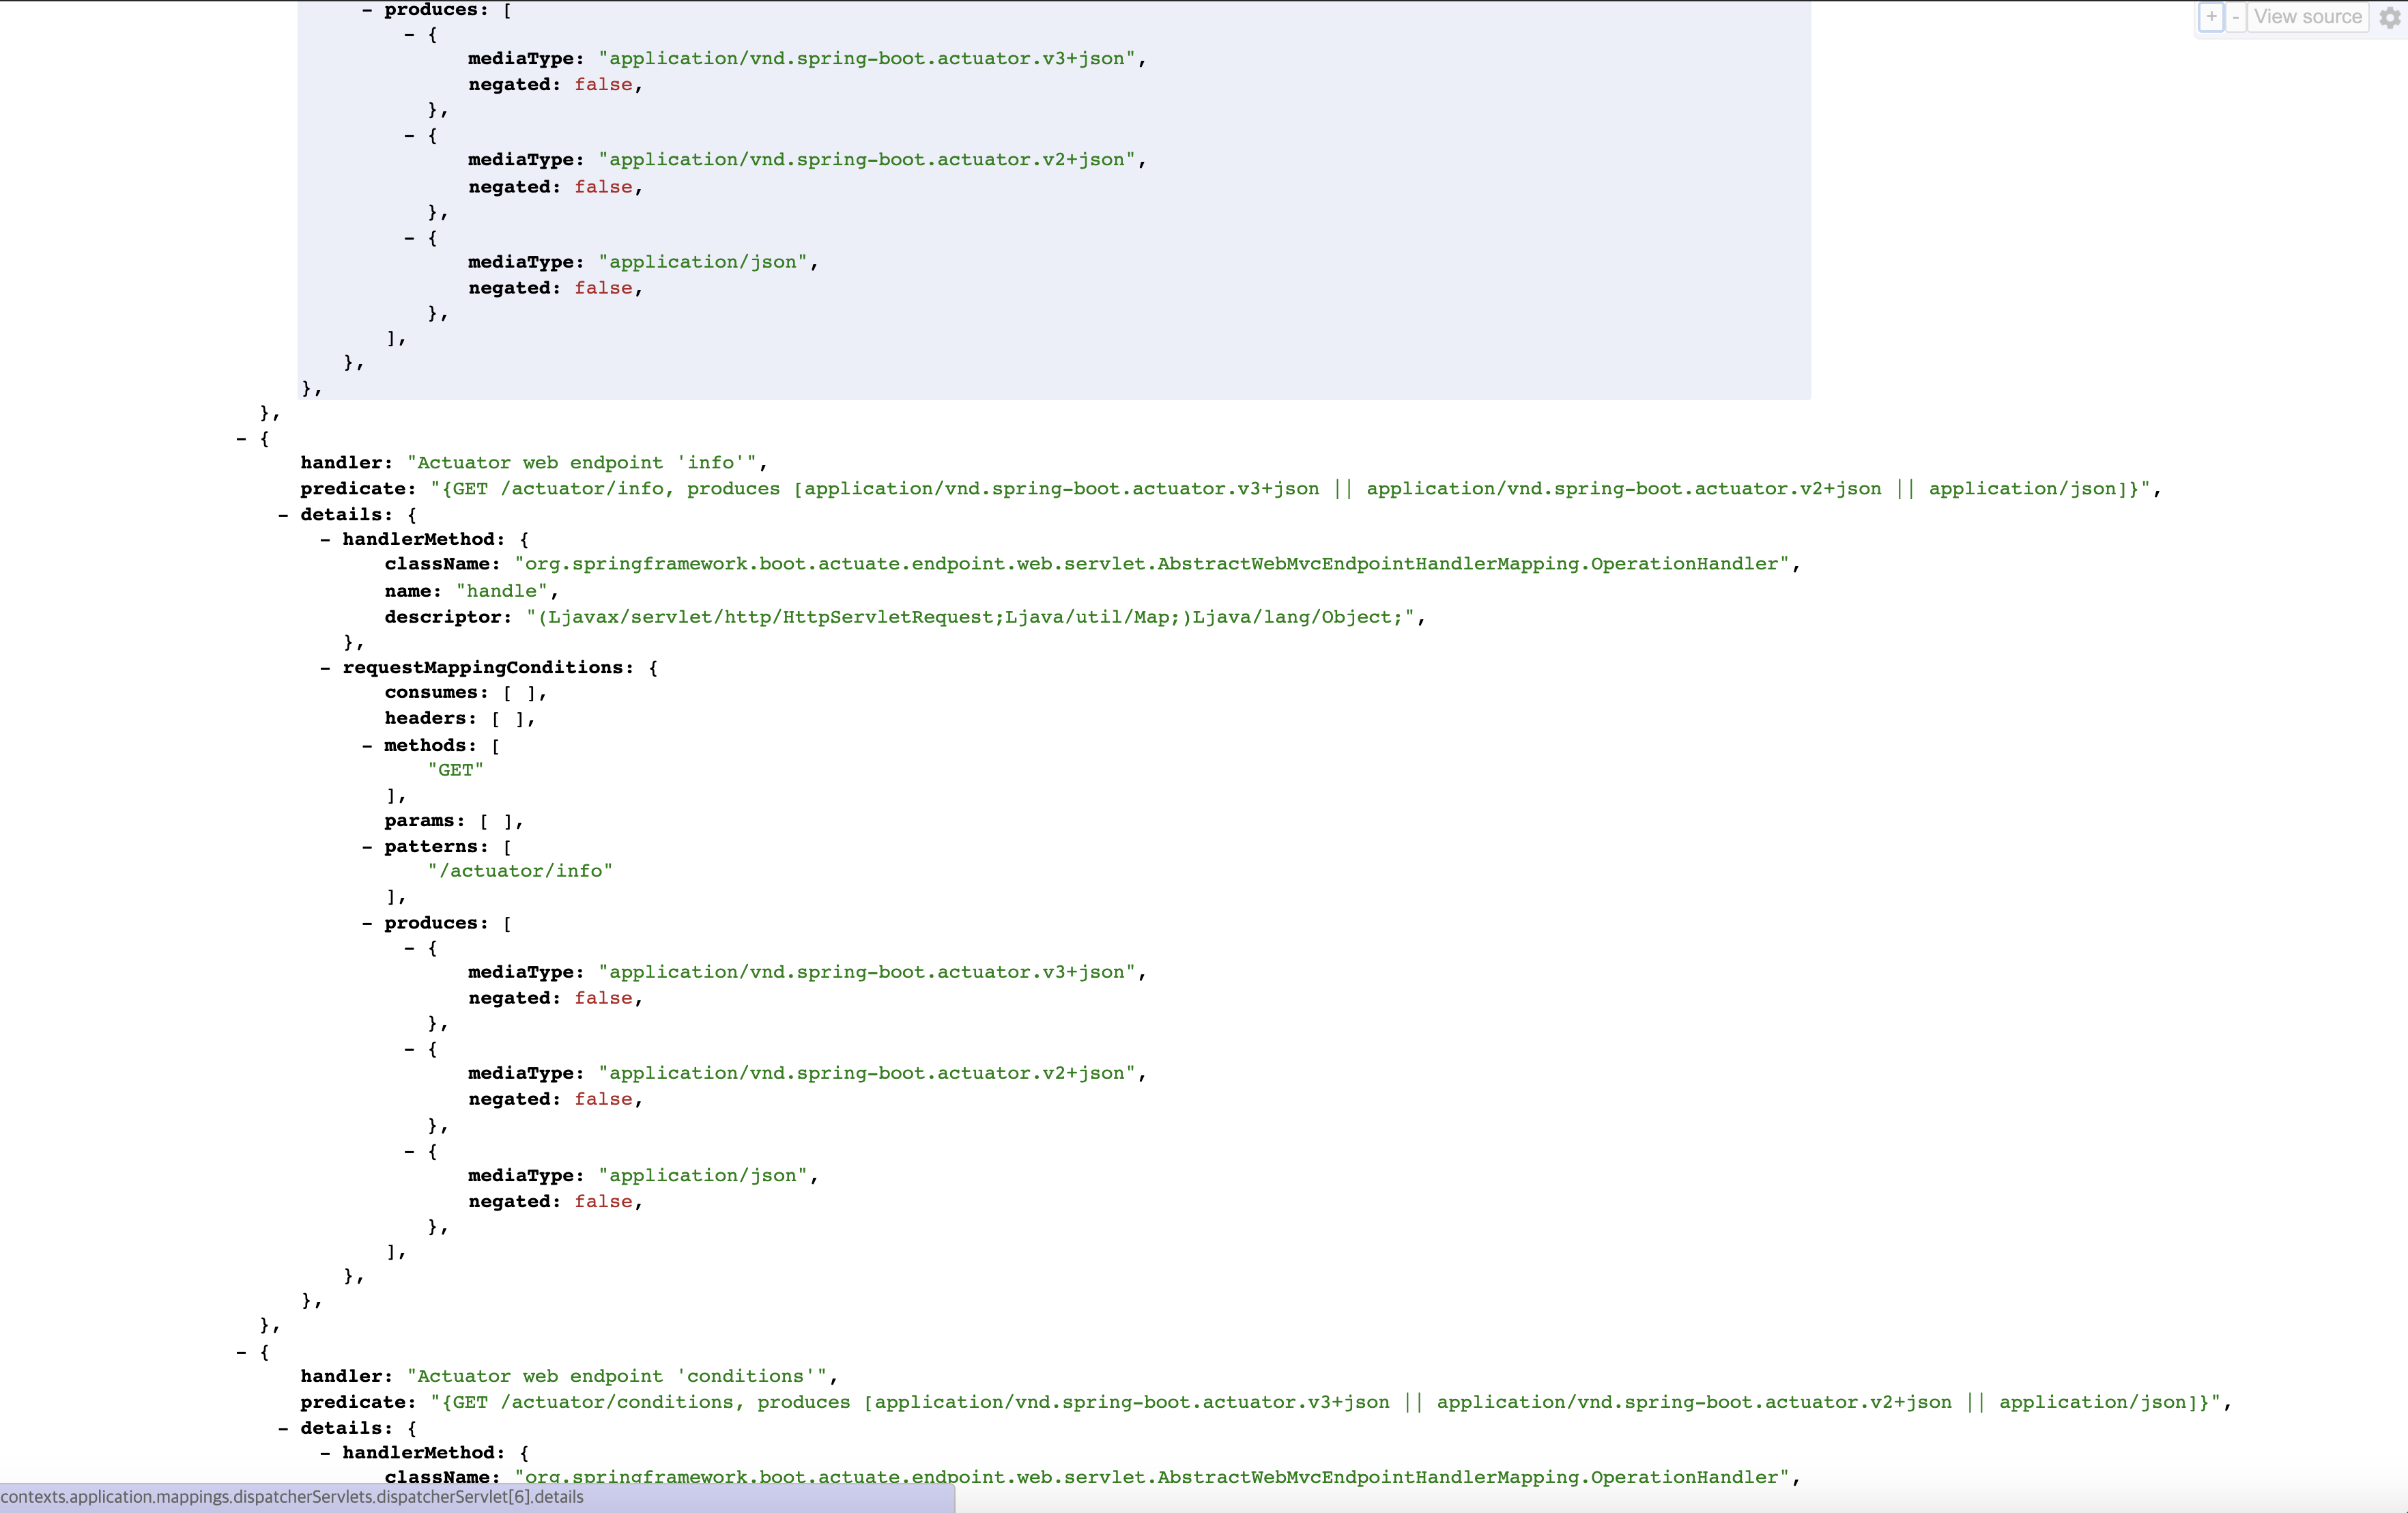 + - View source
- produces: [
- {
mediaType: "application/vnd.spring-boot.actuator.v3+json",
negated: false,
},
- {
mediaType: "application/vnd.spring-boot.actuator.v2+json",
negated: false,
},
- {
mediaType: "application/json",
negated: false,
},
],
},
},
},
- {
handler: "Actuator web endpoint 'info'",
predicate: "{GET /actuator/info, produces [application/vnd.spring-boot.actuator.v3+json || application/vnd.spring-boot.actuator.v2+json || application/json]}",
- details: {
- handlerMethod: {
className: "org.springframework.boot.actuate.endpoint.web.servlet.AbstractWebMvcEndpointHandlerMapping.OperationHandler",
name: "handle",
descriptor: "(Ljavax/servlet/http/HttpServletRequest;Ljava/util/Map;)Ljava/lang/Object;",
},
- requestMappingConditions: {
consumes: [ ],
headers: [ ],
- methods: [
"GET"
],
params: [ ],
- patterns: [
"/actuator/info"
],
- produces: [
- {
mediaType: "application/vnd.spring-boot.actuator.v3+json",
negated: false,
},
- {
mediaType: "application/vnd.spring-boot.actuator.v2+json",
negated: false,
},
- {
mediaType: "application/json",
negated: false,
},
],
},
},
},
- {
handler: "Actuator web endpoint 'conditions'",
predicate: "{GET /actuator/conditions, produces [application/vnd.spring-boot.actuator.v3+json || application/vnd.spring-boot.actuator.v2+json || application/json]}",
- details: {
- handlerMethod: {
className: "org.springframework.boot.actuate.endpoint.web.servlet.AbstractWebMvcEndpointHandlerMapping.OperationHandler",
contexts.application.mappings.dispatcherServlets.dispatcherServlet[6].details